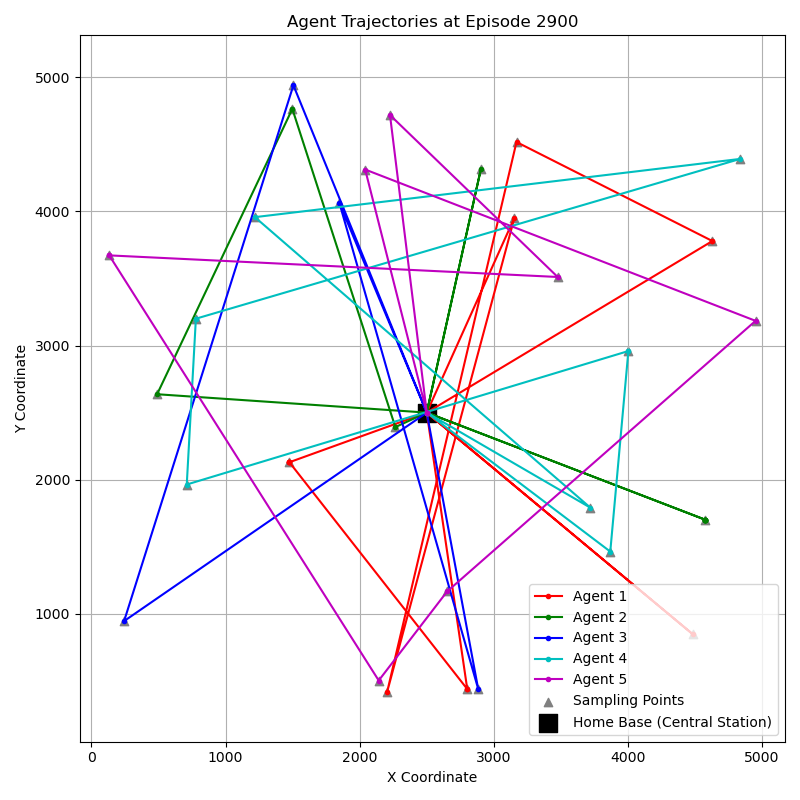 Agent Trajectories at Episode 2900
Y Coordinate
5000
4000
3000
2000
1000
0
1000
2000
3000
4000
5000
X Coordinate
Agent 1
Agent 2
Agent 3
Agent 4
Agent 5
Sampling Points
Home Base (Central Station)